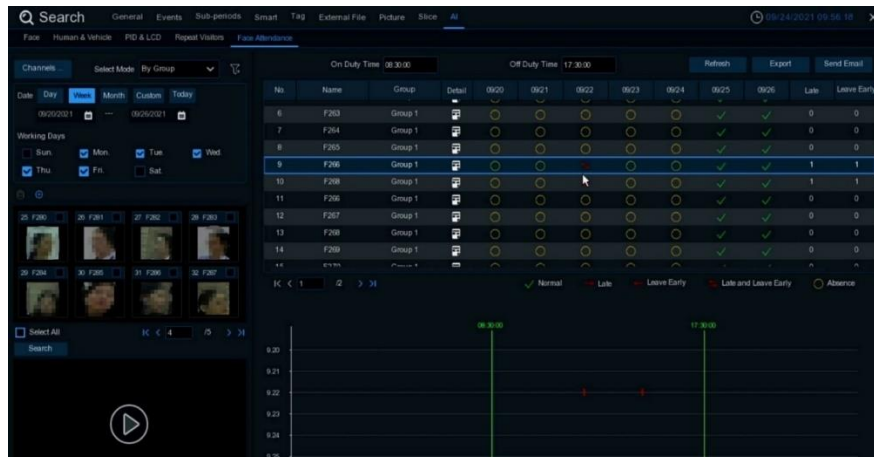 Search General Events Sub-periods Smart Tag External File Picture Slice AI 09/24/2021 09:56:18
Face Human & Vehicle PID & LCD Repeat Visitors Face Attendance
Channels... Select Mode By Group
On Duty Time 08:30:00 Off Duty Time 17:30:00 Refresh Export Send Email
Date Day Week Month Custom Today
09/20/2021 --- 09/26/2021
Working Days
Sun. Mon. Tue. Wed.
Thu. Fri. Sat.
No. Name Group Detail 09/20 09/21 09/22 09/23 09/24 09/25 09/26 Late Leave Early
6 F263 Group 1 0 0
7 F264 Group 1 0 0
8 F265 Group 1 0 0
9 F266 Group 1 1 1
10 F268 Group 1 1 1
11 F266 Group 1 0 0
12 F267 Group 1 0 0
13 F268 Group 1 0 0
14 F269 Group 1 0 0
25 F280 26 F281 27 F282 28 F283
29 F284 30 F285 31 F286 32 F287
1 /2
Normal Late Leave Early Late and Leave Early Absence
Select All 4 /5
Search
08:30:00 17:30:00
9.20
9.21
9.22
9.23
9.24